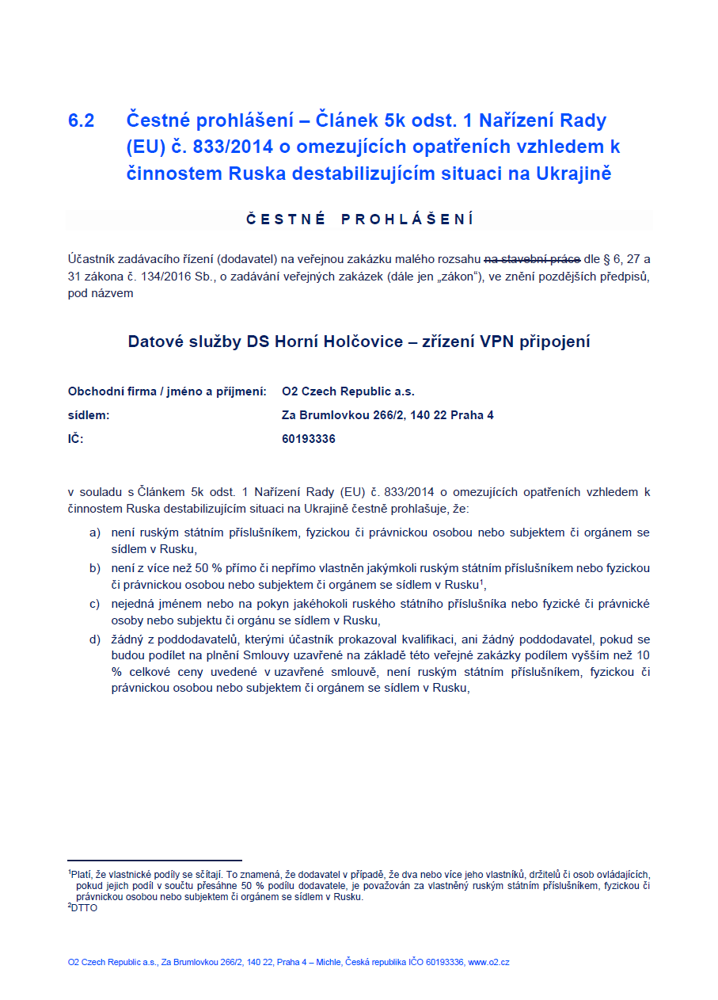 6.2 Čestné prohlášení – Článek 5k odst. 1 Nařízení Rady
(EU) č. 833/2014 o omezujících opatřeních vzhledem k
činnostem Ruska destabilizujícím situaci na Ukrajině
ČESTNÉ PROHLÁŠENÍ
Účastník zadávacího řízení (dodavatel) na veřejnou zakázku malého rozsahu na stavební práce dle § 6, 27 a
31 zákona č. 134/2016 Sb., o zadávání veřejných zakázek (dále jen „zákon“), ve znění pozdějších předpisů,
pod názvem
Datové služby DS Horní Holčovice – zřízení VPN připojení
Obchodní firma / jméno a příjmení: O2 Czech Republic a.s.
sídlem: Za Brumlovkou 266/2, 140 22 Praha 4
IČ: 60193336
v souladu s Článkem 5k odst. 1 Nařízení Rady (EU) č. 833/2014 o omezujících opatřeních vzhledem k
činnostem Ruska destabilizujícím situaci na Ukrajině čestně prohlašuje, že:
a) není ruským státním příslušníkem, fyzickou či právnickou osobou nebo subjektem či orgánem se
sídlem v Rusku,
b) není z více než 50 % přímo či nepřímo vlastněn jakýmkoli ruským státním příslušníkem nebo fyzickou
či právnickou osobou nebo subjektem či orgánem se sídlem v Rusku¹,
c) nejedná jménem nebo na pokyn jakéhokoli ruského státního příslušníka nebo fyzické či právnické
osoby nebo subjektu či orgánu se sídlem v Rusku,
d) žádný z poddodavatelů, kterými účastník prokazoval kvalifikaci, ani žádný poddodavatel, pokud se
budou podílet na plnění Smlouvy uzavřené na základě této veřejné zakázky podílem vyšším než 10
% celkové ceny uvedené v uzavřené smlouvě, není ruským státním příslušníkem, fyzickou či
právnickou osobou nebo subjektem či orgánem se sídlem v Rusku,
¹Platí, že vlastnické podíly se sčítají. To znamená, že dodavatel v případě, že dva nebo více jeho vlastníků, držitelů či osob ovládajících,
pokud jejich podíl v součtu přesáhne 50 % podílu dodavatele, je považován za vlastněný ruským státním příslušníkem, fyzickou či
právnickou osobou nebo subjektem či orgánem se sídlem v Rusku.
²DTTO
O2 Czech Republic a.s., Za Brumlovkou 266/2, 140 22, Praha 4 – Michle, Česká republika IČO 60193336, www.o2.cz